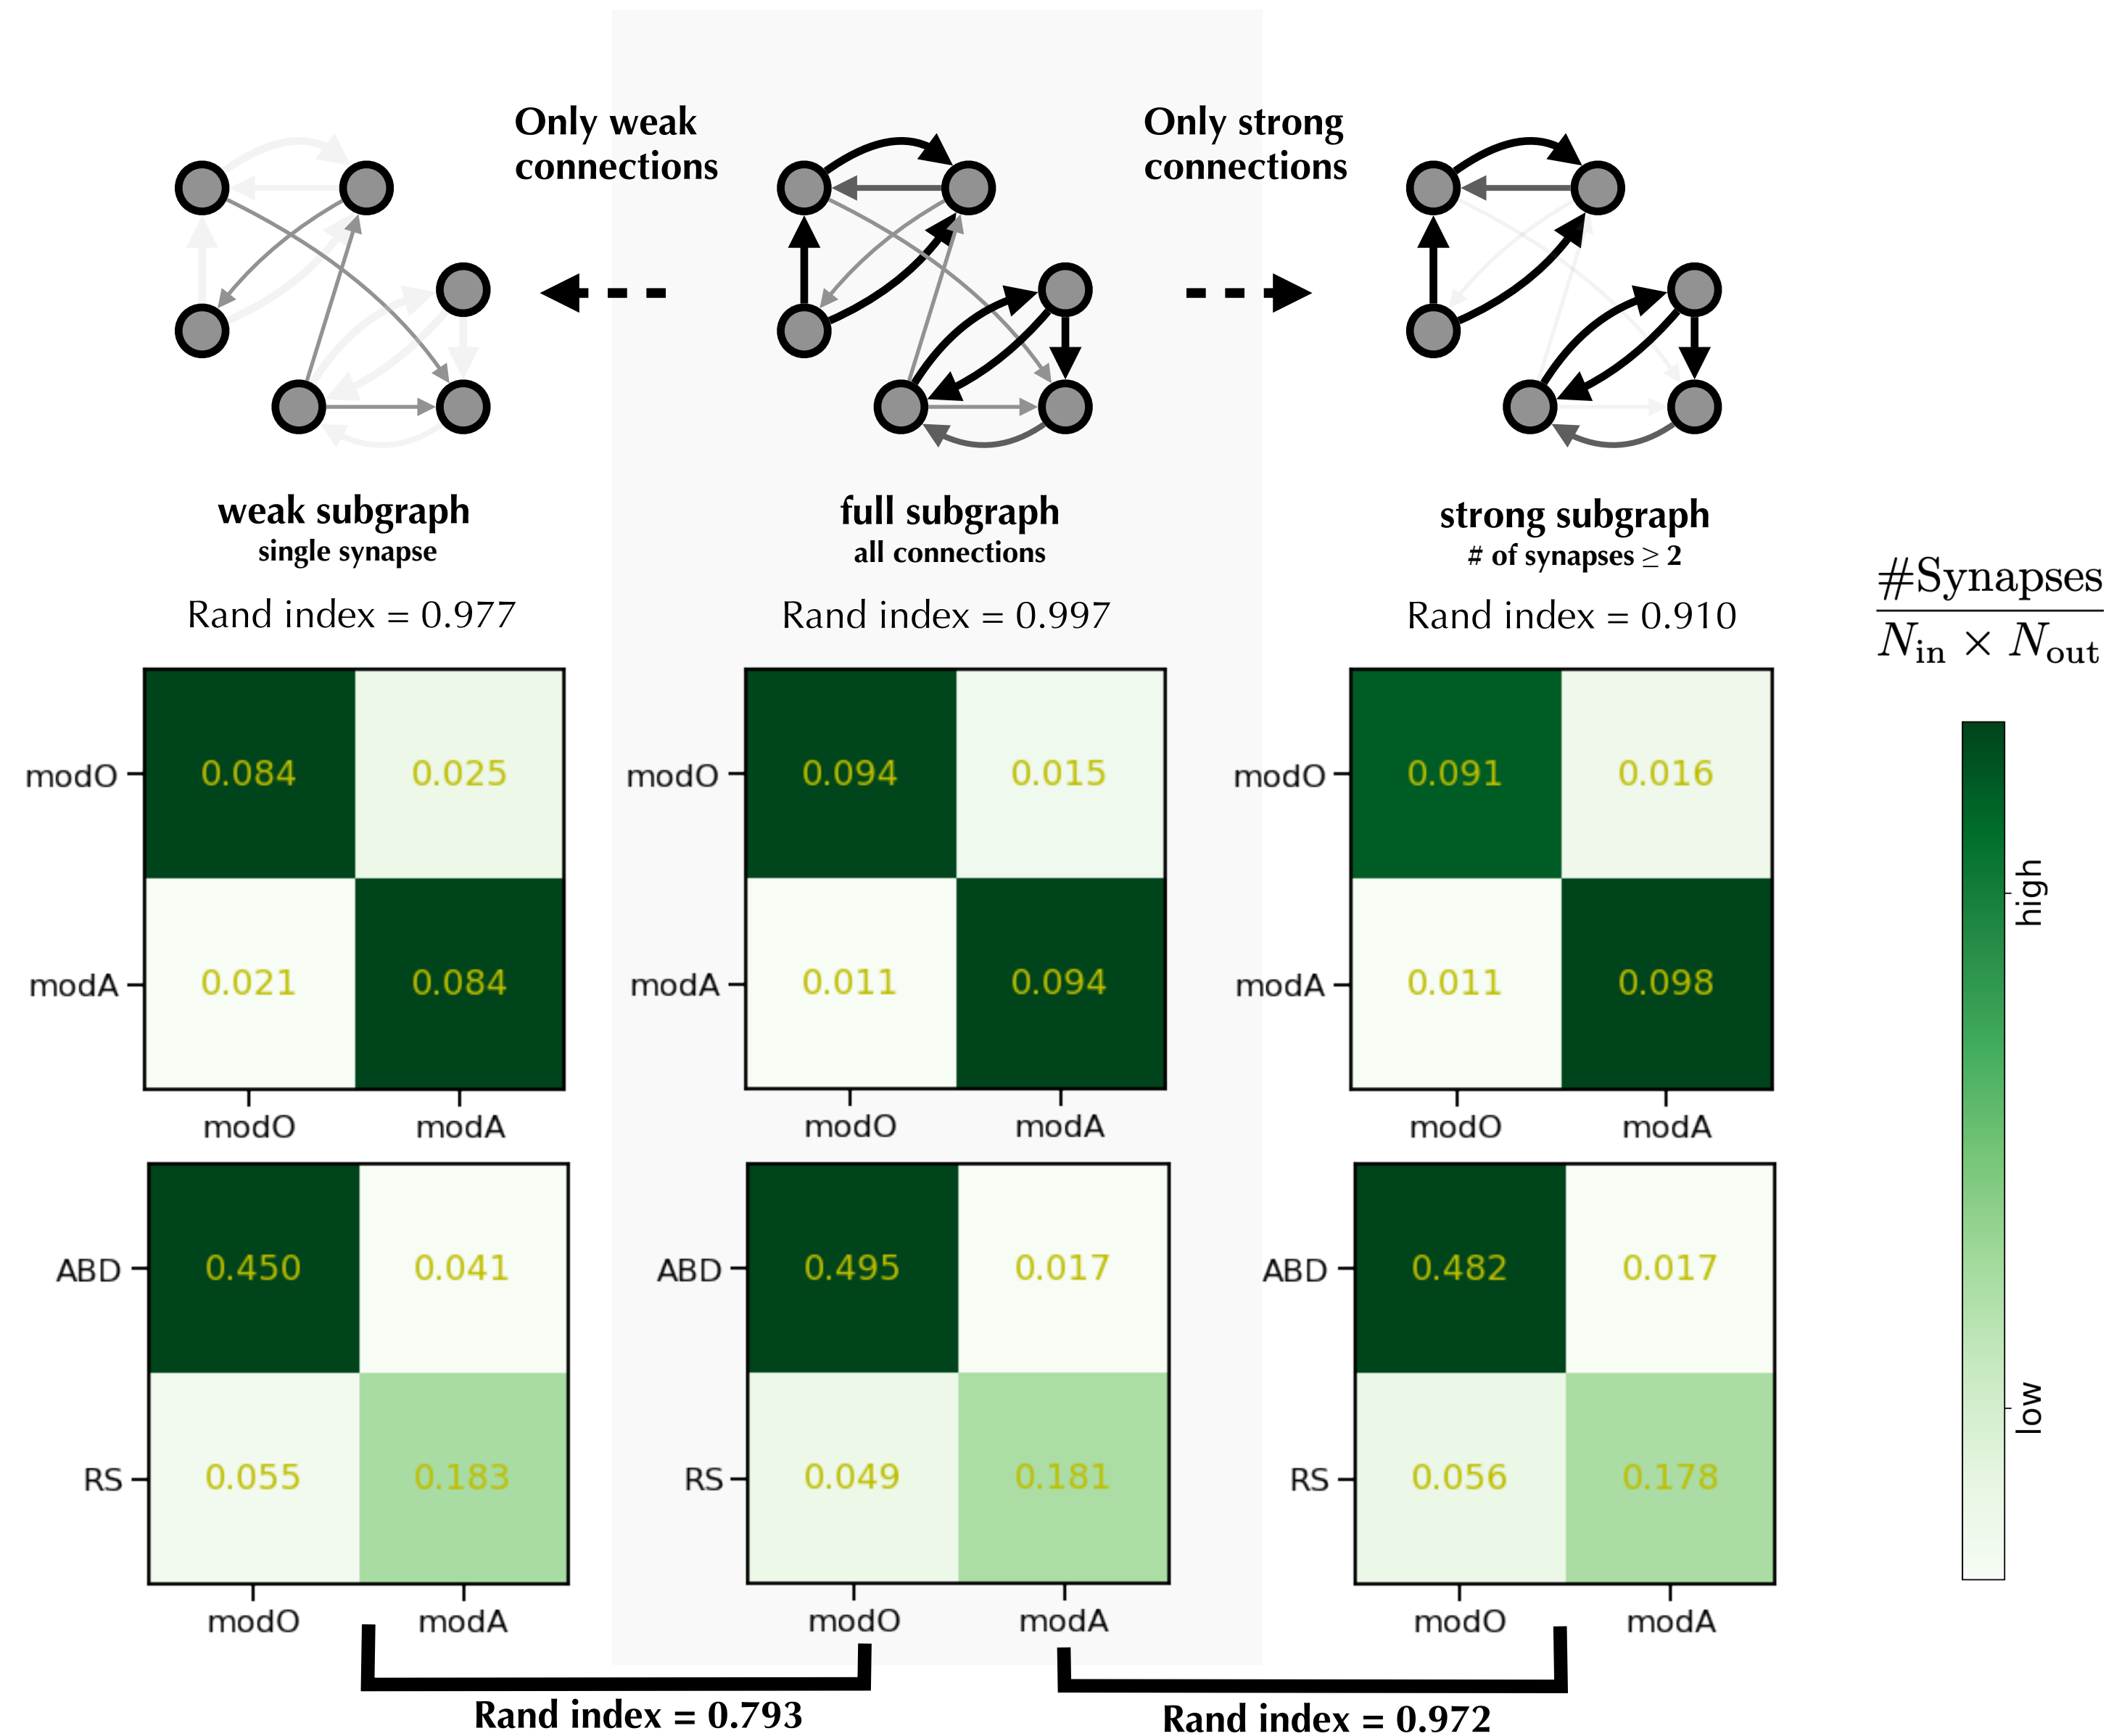 Only weak
connections
Only strong
connections
weak subgraph
single synapse
full subgraph
all connections
strong subgraph
# of synapses ≥ 2
Rand index = 0.977
Rand index = 0.997
Rand index = 0.910
#Synapses
N_in × N_out
modO
0.084
0.025
modA
0.021
0.084
modO
modA
modO
0.094
0.015
modA
0.011
0.094
modO
modA
modO
0.091
0.016
modA
0.011
0.098
modO
modA
high
low
ABD
0.450
0.041
RS
0.055
0.183
modO
modA
ABD
0.495
0.017
RS
0.049
0.181
modO
modA
ABD
0.482
0.017
RS
0.056
0.178
modO
modA
Rand index = 0.793
Rand index = 0.972